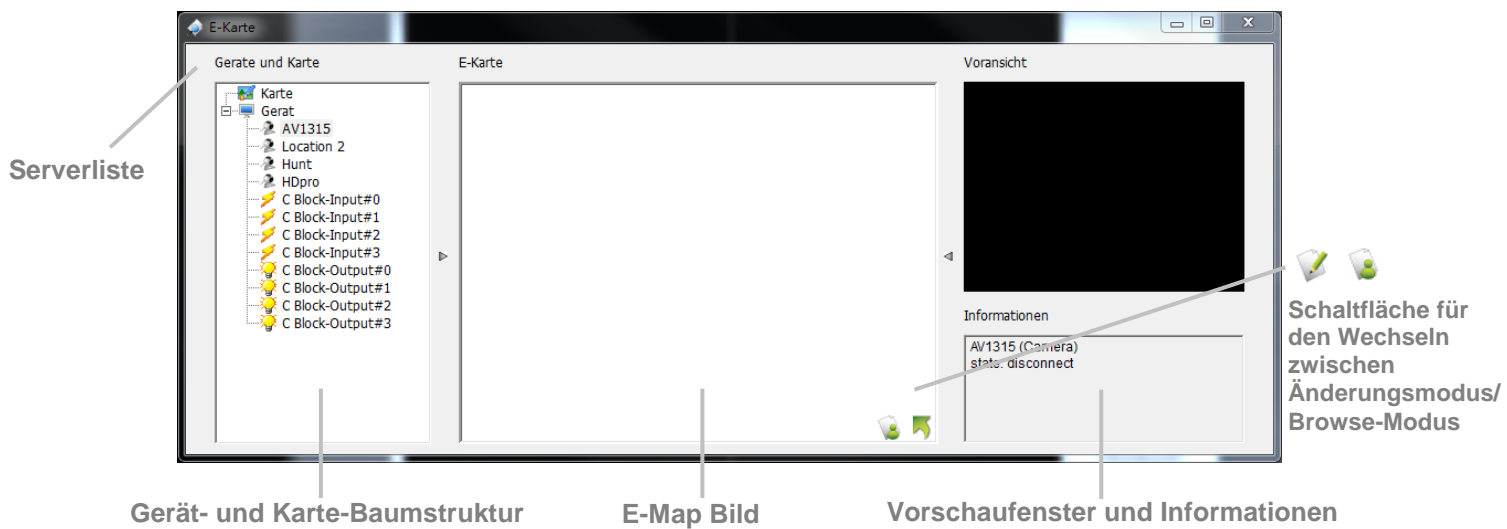 E-Karte
Gerate und Karte
E-Karte
Voransicht
Karte
Gerat
AV1315
Location 2
Hunt
HDpro
C Block-Input#0
C Block-Input#1
C Block-Input#2
C Block-Input#3
C Block-Output#0
C Block-Output#1
C Block-Output#2
C Block-Output#3
Informationen
AV1315 (Camera)
state: disconnect
Serverliste
Schaltfläche für
den Wechseln
zwischen
Änderungsmodus/
Browse-Modus
Gerät- und Karte-Baumstruktur
E-Map Bild
Vorschaufenster und Informationen